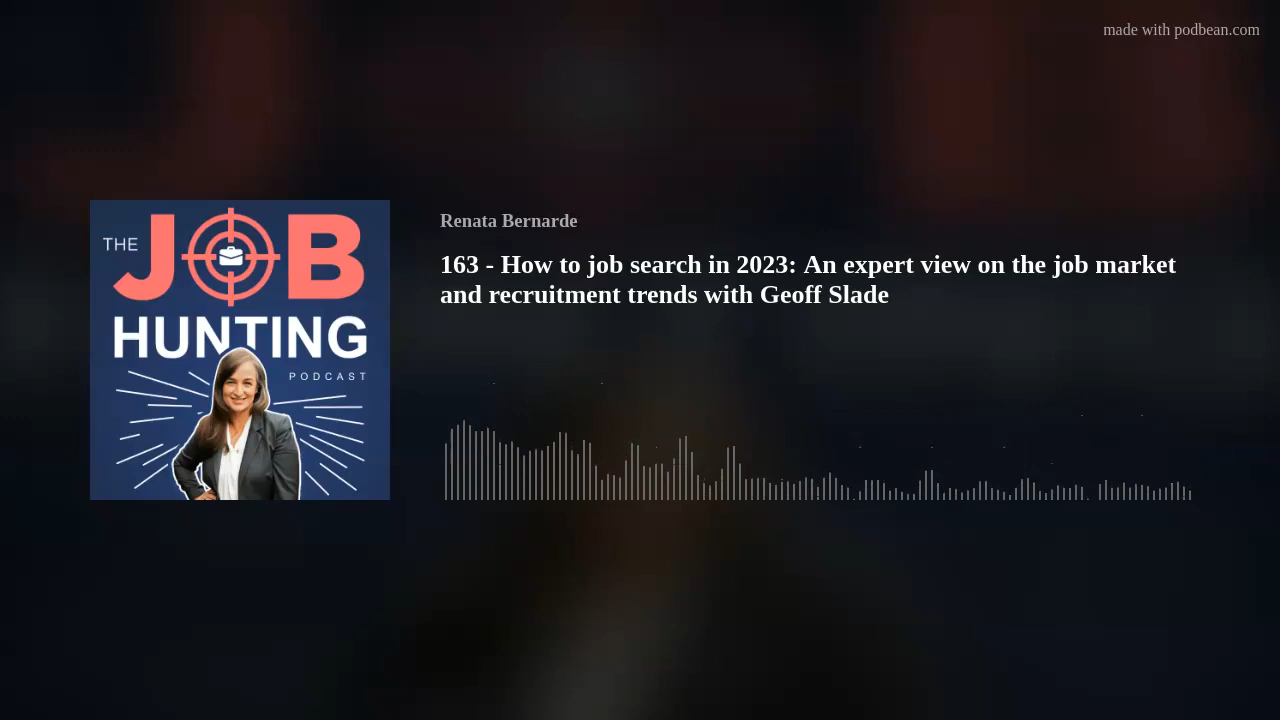 made with podbean.com
THE JOB
HUNTING
PODCAST
Renata Bernarde
163 - How to job search in 2023: An expert view on the job market
and recruitment trends with Geoff Slade